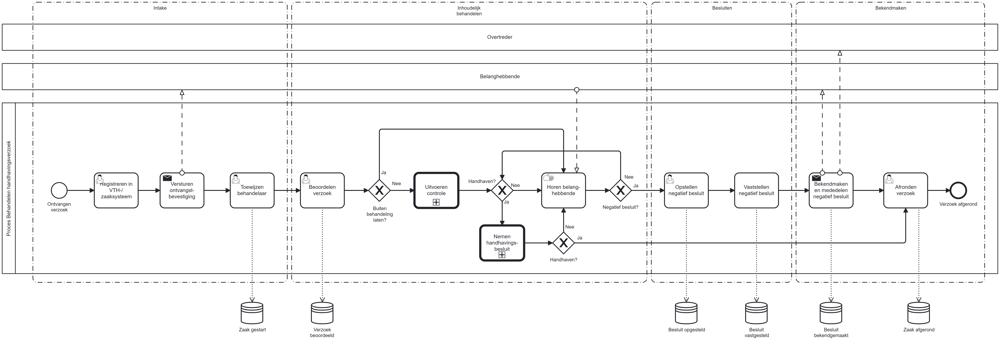 Intake
Inhoudelijk
behandelen
Besluiten
Bekendmaken
Overtreder
Belanghebbende
Proces Behandelen handhavingsverzoek
Ontvangen
verzoek
Registreren in
VTH-/
zaaksysteem
Versturen
ontvangst-
bevestiging
Toewijzen
behandelaar
Beoordelen
verzoek
Ja
Nee
Buiten
behandeling
laten?
Uitvoeren
controle
Handhaven?
Nee
Ja
Nemen
handhavings-
besluit
Horen belang-
hebbende
Nee
Ja
Handhaven?
Nee
Ja
Negatief besluit?
Opstellen
negatief besluit
Vaststellen
negatief besluit
Bekendmaken
en mededelen
negatief besluit
Afronden
verzoek
Verzoek afgerond
Zaak gestart
Verzoek
beoordeeld
Besluit opgesteld
Besluit
vastgesteld
Besluit
bekendgemaakt
Zaak afgerond